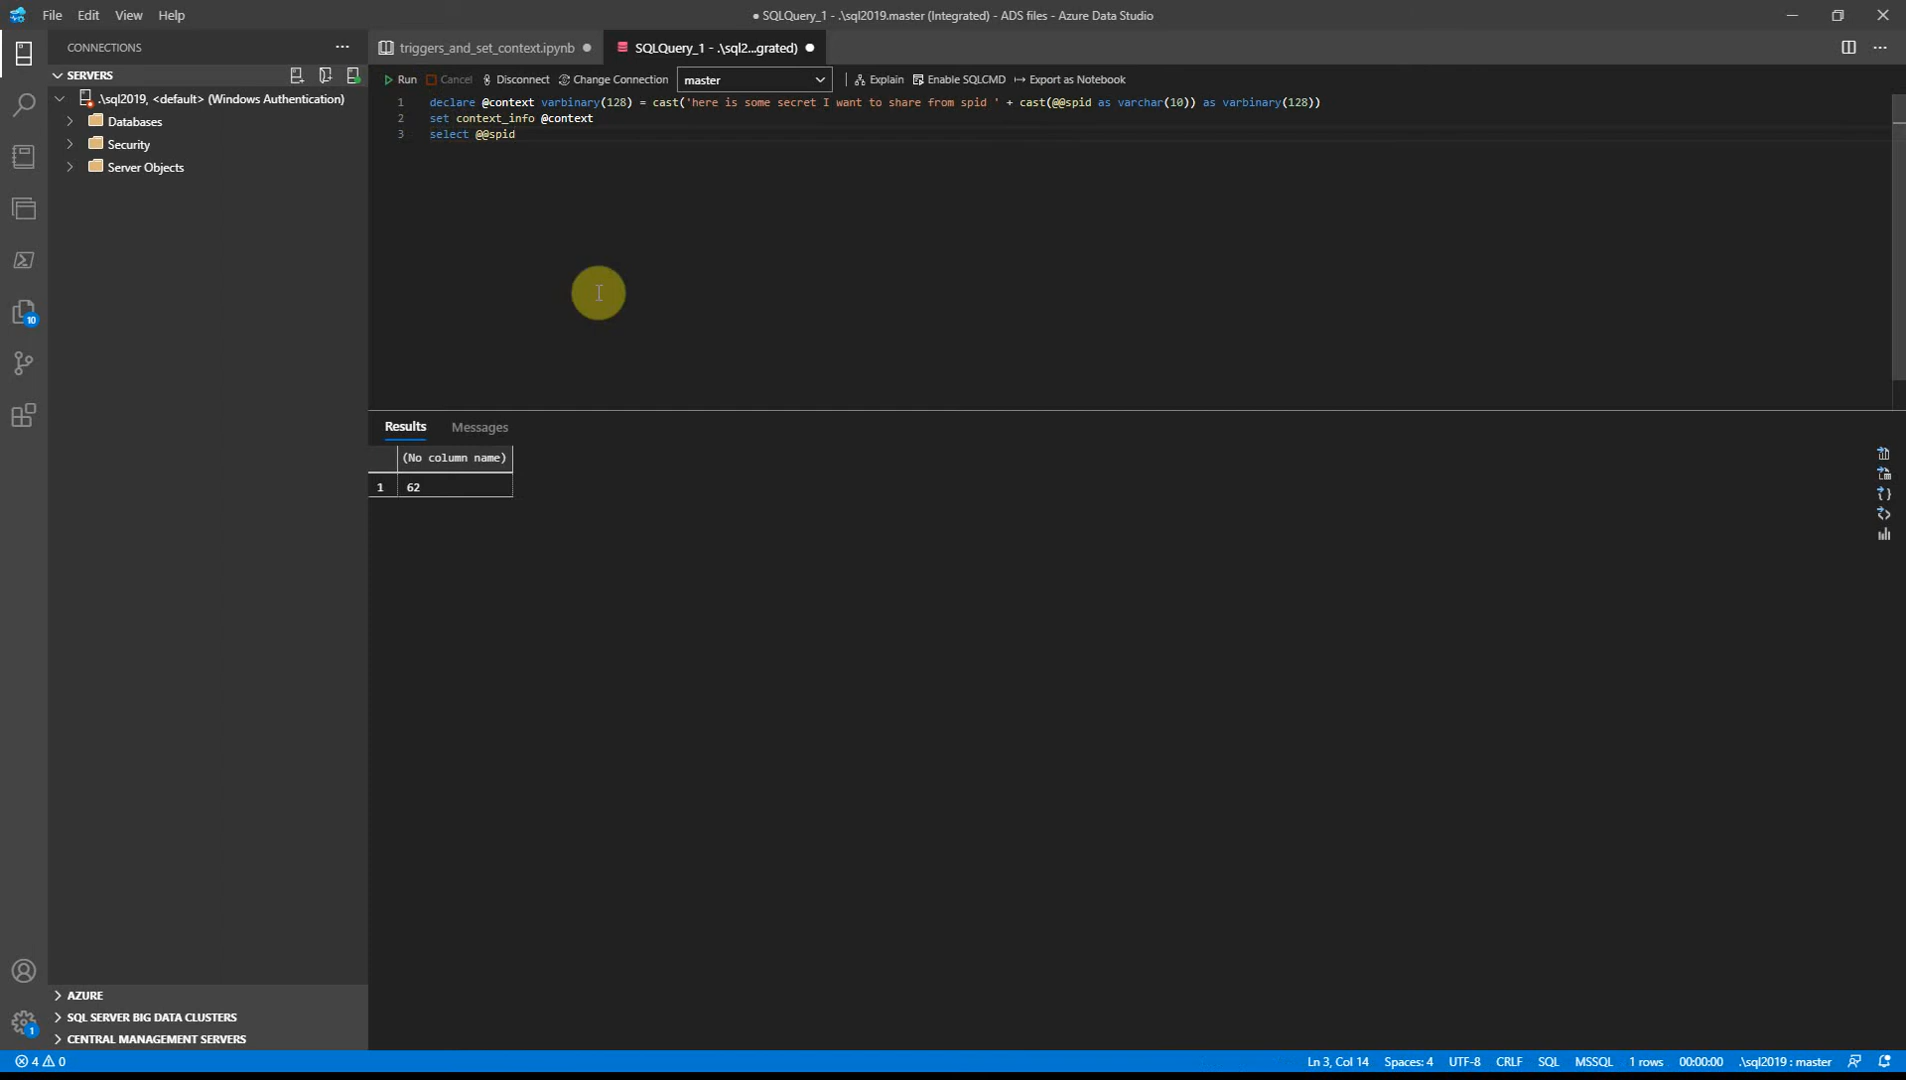 File Edit View Help
● SQLQuery_1 - .\sql2019.master (Integrated) - ADS files - Azure Data Studio
CONNECTIONS
SERVERS
.\sql2019, <default> (Windows Authentication)
Databases
Security
Server Objects
AZURE
SQL SERVER BIG DATA CLUSTERS
CENTRAL MANAGEMENT SERVERS
10
1
triggers_and_set_context.ipynb ●
SQLQuery_1 - .\sql2...grated) ●
Run Cancel Disconnect Change Connection master Explain Enable SQLCMD Export as Notebook
1 declare @context varbinary(128) = cast('here is some secret I want to share from spid ' + cast(@@spid as varchar(10)) as varbinary(128))
2 set context_info @context
3 select @@spid
Results Messages
(No column name)
1 62
4 0
Ln 3, Col 14 Spaces: 4 UTF-8 CRLF SQL MSSQL 1 rows 00:00:00 .\sql2019 : master